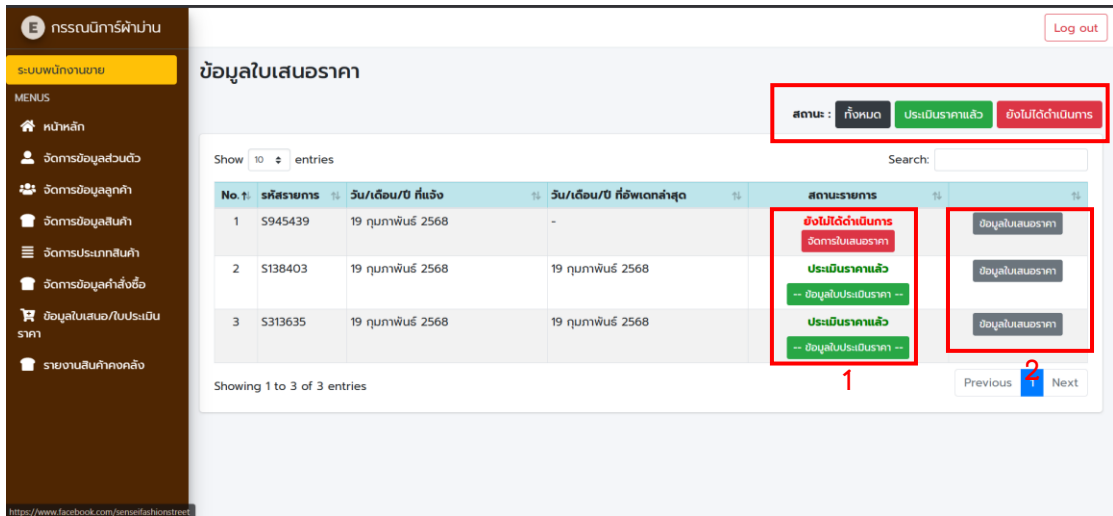 E กรรณนิการ์ผ้าม่าน
Log out
ระบบพนักงานขาย
MENUS
หน้าหลัก
จัดการข้อมูลส่วนตัว
จัดการข้อมูลลูกค้า
จัดการข้อมูลสินค้า
จัดการประเภทสินค้า
จัดการข้อมูลคำสั่งซื้อ
ข้อมูลใบเสนอ/ใบประเมิน
ราคา
รายงานสินค้าคงคลัง
https://www.facebook.com/senseifashionstreet
ข้อมูลใบเสนอราคา
สถานะ : ทั้งหมด ประเมินราคาแล้ว ยังไม่ได้ดำเนินการ
Show 10 entries Search:
No. รหัสรายการ วัน/เดือน/ปี ที่แจ้ง วัน/เดือน/ปี ที่อัพเดทล่าสุด สถานะรายการ
1 S945439 19 กุมภาพันธ์ 2568 - ยังไม่ได้ดำเนินการ ข้อมูลใบเสนอราคา
จัดการใบเสนอราคา
2 S138403 19 กุมภาพันธ์ 2568 19 กุมภาพันธ์ 2568 ประเมินราคาแล้ว ข้อมูลใบเสนอราคา
-- ข้อมูลใบประเมินราคา --
3 S313635 19 กุมภาพันธ์ 2568 19 กุมภาพันธ์ 2568 ประเมินราคาแล้ว ข้อมูลใบเสนอราคา
-- ข้อมูลใบประเมินราคา --
1 2
Showing 1 to 3 of 3 entries Previous 1 Next